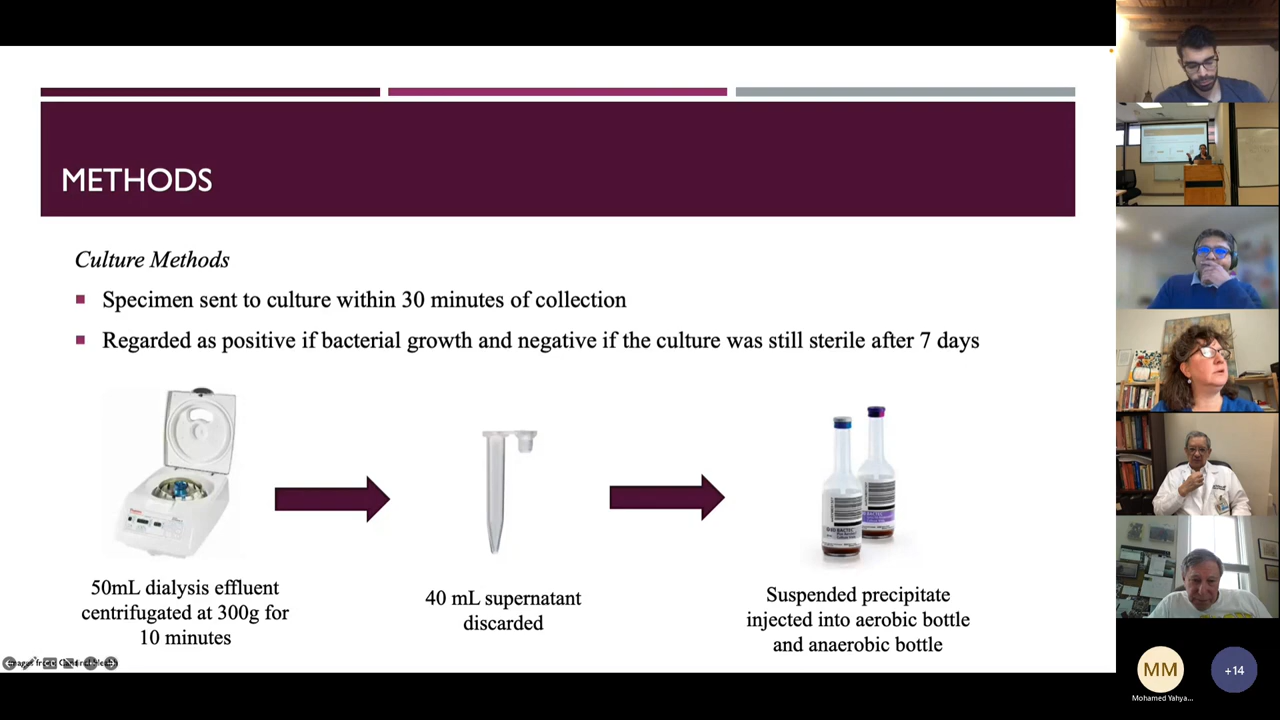 METHODS
Culture Methods
Specimen sent to culture within 30 minutes of collection
Regarded as positive if bacterial growth and negative if the culture was still sterile after 7 days
50mL dialysis effluent
centrifugated at 300g for
10 minutes
40 mL supernatant
discarded
Suspended precipitate
injected into aerobic bottle
and anaerobic bottle
MM
+14
Mohamed Yahya...